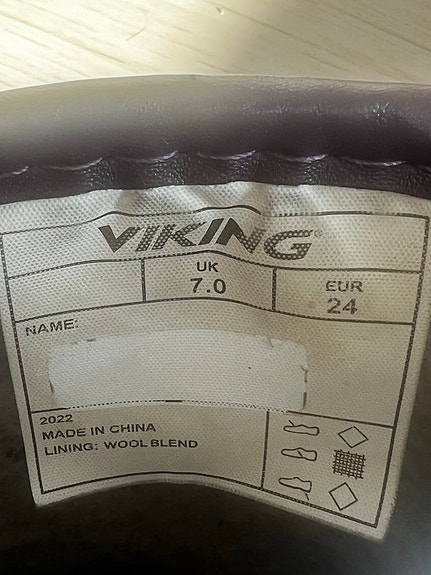 VIKING
UK
7.0
EUR
24
NAME:
2022
MADE IN CHINA
LINING: WOOL BLEND